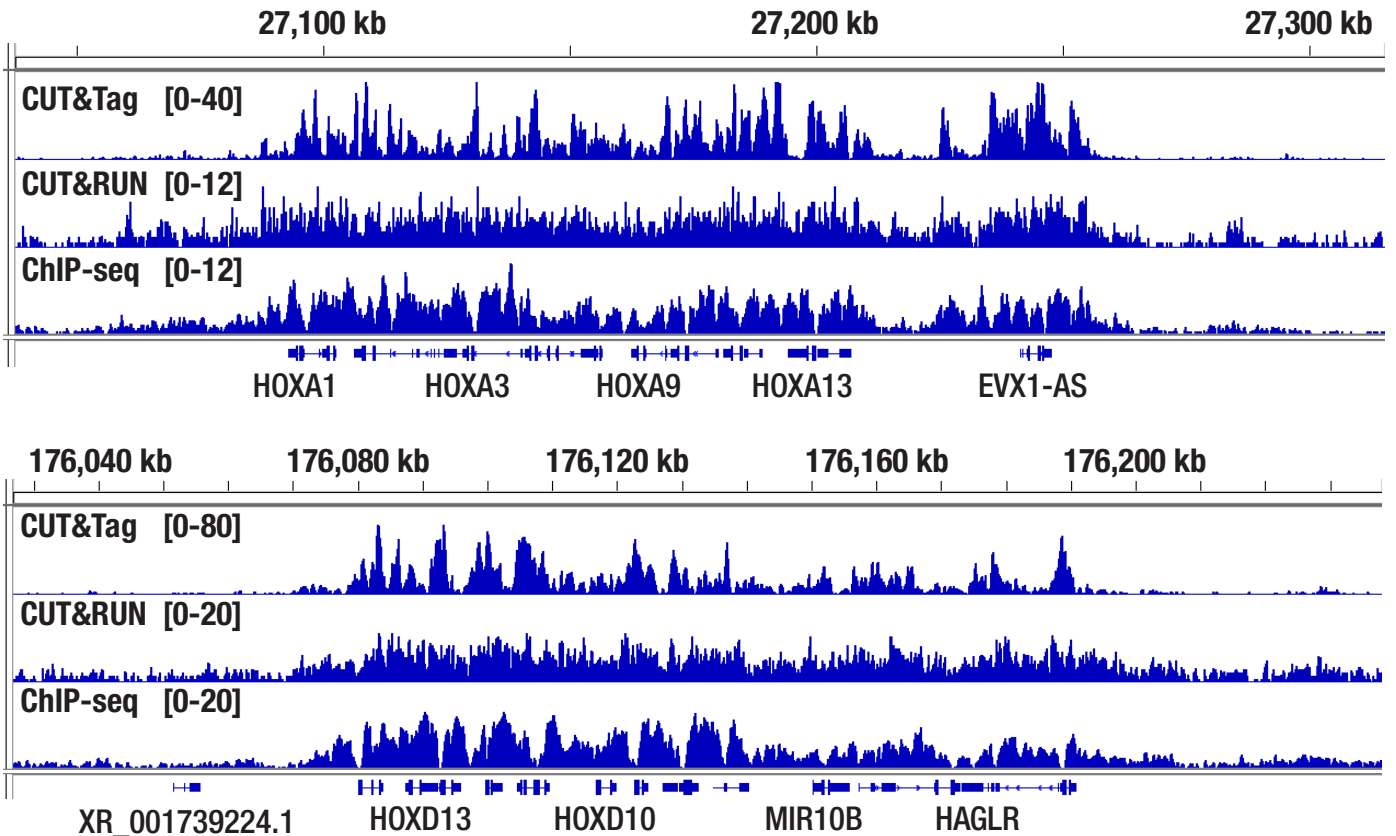 27,100 kb 27,200 kb 27,300 kb
CUT&Tag [0-40]
CUT&RUN [0-12]
ChIP-seq [0-12]
HOXA1 HOXA3 HOXA9 HOXA13 EVX1-AS
176,040 kb 176,080 kb 176,120 kb 176,160 kb 176,200 kb
CUT&Tag [0-80]
CUT&RUN [0-20]
ChIP-seq [0-20]
XR_001739224.1 HOXD13 HOXD10 MIR10B HAGLR